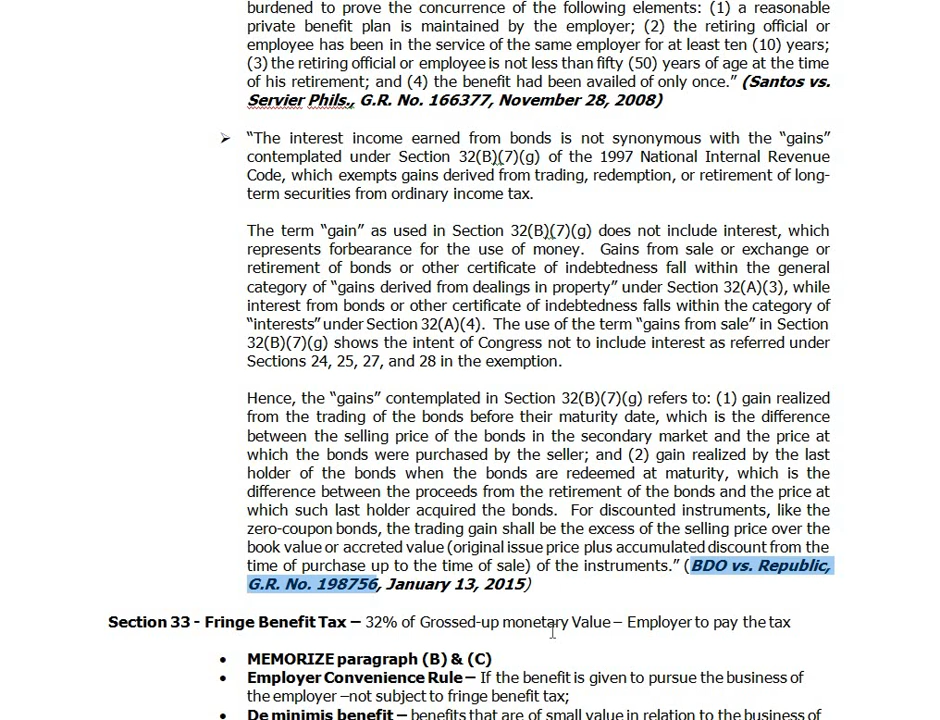 burdened to prove the concurrence of the following elements: (1) a reasonable
private benefit plan is maintained by the employer; (2) the retiring official or
employee has been in the service of the same employer for at least ten (10) years;
(3) the retiring official or employee is not less than fifty (50) years of age at the time
of his retirement; and (4) the benefit had been availed of only once.” (Santos vs.
Servier Phils., G.R. No. 166377, November 28, 2008)
➢ “The interest income earned from bonds is not synonymous with the “gains”
contemplated under Section 32(B)(7)(g) of the 1997 National Internal Revenue
Code, which exempts gains derived from trading, redemption, or retirement of long-
term securities from ordinary income tax.
The term “gain” as used in Section 32(B)(7)(g) does not include interest, which
represents forbearance for the use of money. Gains from sale or exchange or
retirement of bonds or other certificate of indebtedness fall within the general
category of “gains derived from dealings in property” under Section 32(A)(3), while
interest from bonds or other certificate of indebtedness falls within the category of
“interests” under Section 32(A)(4). The use of the term “gains from sale” in Section
32(B)(7)(g) shows the intent of Congress not to include interest as referred under
Sections 24, 25, 27, and 28 in the exemption.
Hence, the “gains” contemplated in Section 32(B)(7)(g) refers to: (1) gain realized
from the trading of the bonds before their maturity date, which is the difference
between the selling price of the bonds in the secondary market and the price at
which the bonds were purchased by the seller; and (2) gain realized by the last
holder of the bonds when the bonds are redeemed at maturity, which is the
difference between the proceeds from the retirement of the bonds and the price at
which such last holder acquired the bonds. For discounted instruments, like the
zero-coupon bonds, the trading gain shall be the excess of the selling price over the
book value or accreted value (original issue price plus accumulated discount from the
time of purchase up to the time of sale) of the instruments.” (BDO vs. Republic,
G.R. No. 198756, January 13, 2015)
Section 33 - Fringe Benefit Tax – 32% of Grossed-up monetary Value – Employer to pay the tax
• MEMORIZE paragraph (B) & (C)
• Employer Convenience Rule – If the benefit is given to pursue the business of
the employer –not subject to fringe benefit tax;
• De minimis benefit – benefits that are of small value in relation to the business of